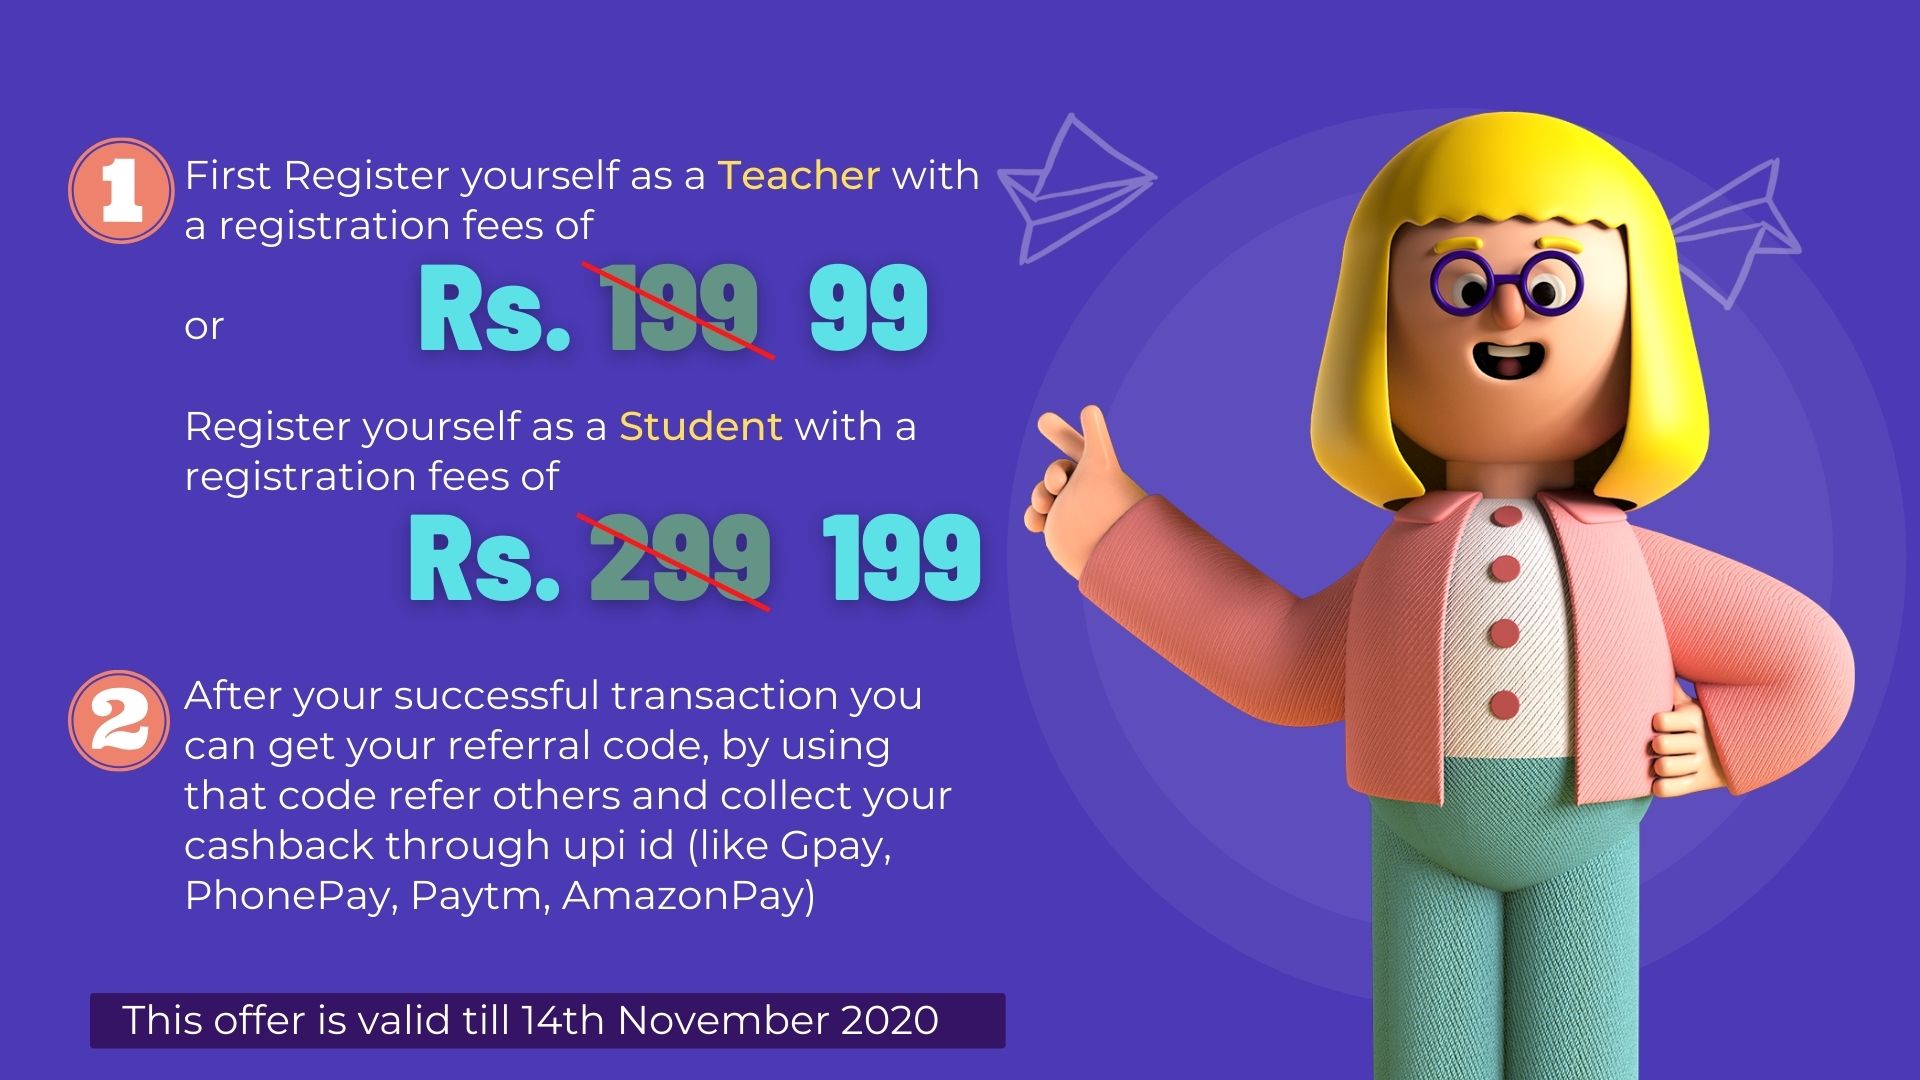 1
First Register yourself as a Teacher with
a registration fees of
Rs. 199 99
or
Register yourself as a Student with a
registration fees of
Rs. 299 199
2
After your successful transaction you
can get your referral code, by using
that code refer others and collect your
cashback through upi id (like Gpay,
PhonePay, Paytm, AmazonPay)
This offer is valid till 14th November 2020